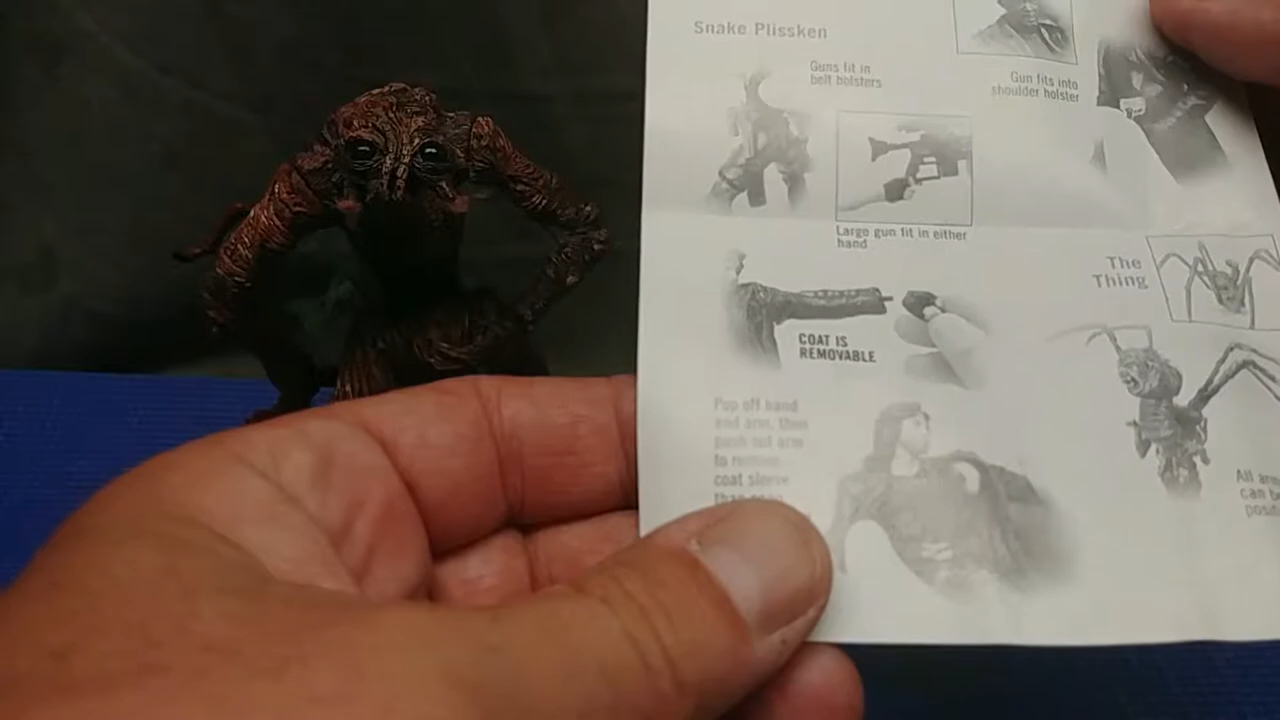 Snake Plissken
Guns fit in
belt holsters
Gun fits into
shoulder holster
Large gun fit in either
hand
The
Thing
COAT IS
REMOVABLE
Pop off hand
and arm, then
push out arm
to remove
coat sleeve
All
can